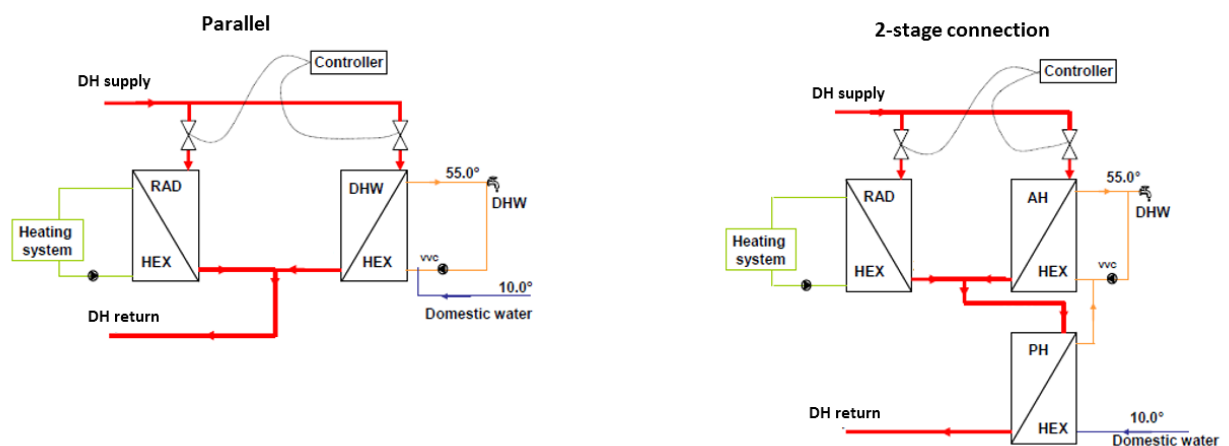 Parallel
Controller
DH supply
RAD
HEX
Heating
system
DHW
HEX
55.0°
DHW
vvc
10.0°
Domestic water
DH return
2-stage connection
Controller
DH supply
RAD
HEX
Heating
system
AH
HEX
55.0°
DHW
vvc
PH
HEX
10.0°
Domestic water
DH return